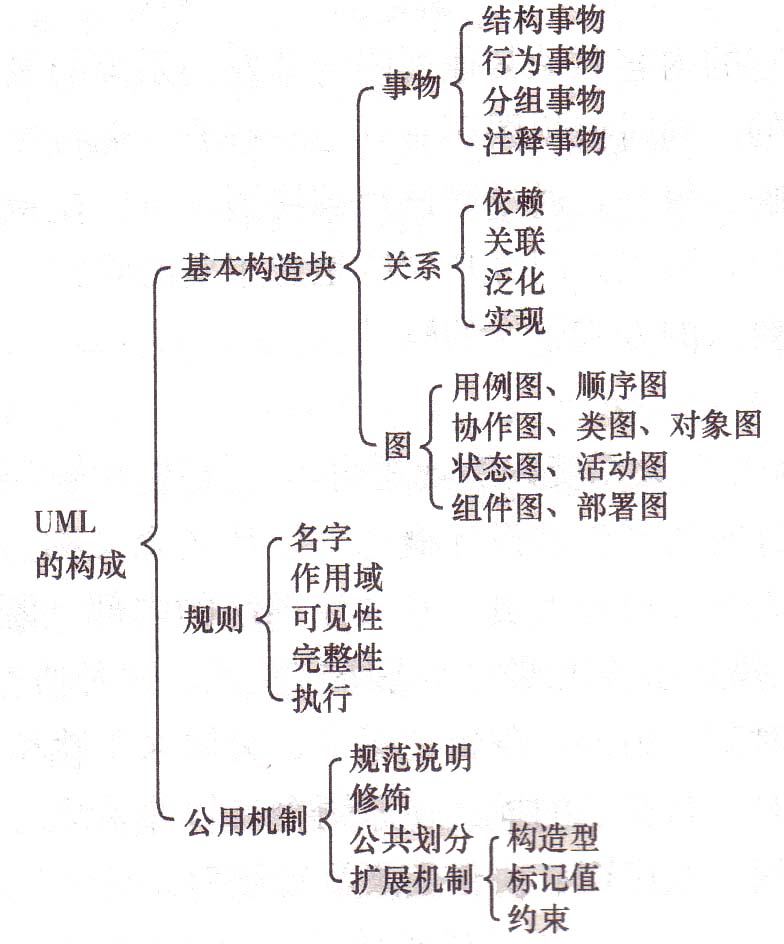 结构事物
行为事物
事物
分组事物
注释事物
依赖
关联
基本构造块
关系
泛化
实现
用例图、顺序图
协作图、类图、对象图
图
状态图、活动图
组件图、部署图
UML
的构成
名字
作用域
规则
可见性
完整性
执行
规范说明
修饰
公用机制
公共划分
构造型
扩展机制
标记值
约束